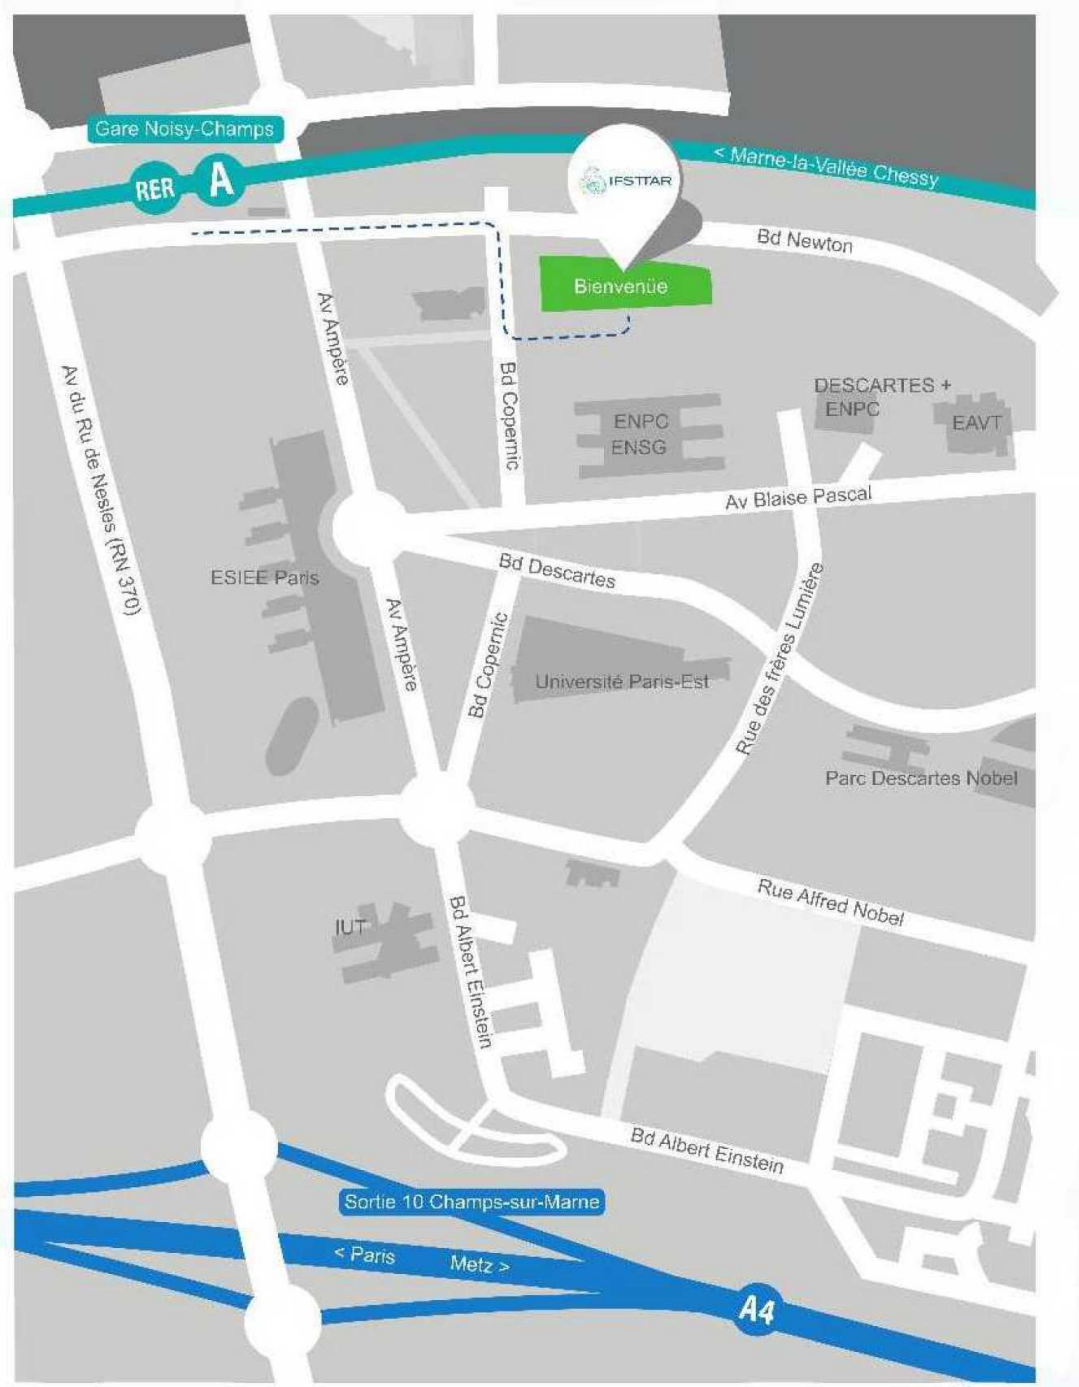 Gare Noisy-Champs
RER A
< Marne-la-Vallée Chessy
IFSTTAR
Bd Newton
Bienvenüe
Av Ampère
Av du Ru de Nesles (RN 370)
Bd Copernic
DESCARTES +
ENPC
ENPC
ENSG
EAVT
Av Blaise Pascal
ESIEE Paris
Bd Descartes
Av Ampère
Bd Copernic
Rue des frères Lumière
Université Paris-Est
Parc Descartes Nobel
Rue Alfred Nobel
IUT
Bd Albert Einstein
Bd Albert Einstein
Sortie 10 Champs-sur-Marne
< Paris
Metz >
A4